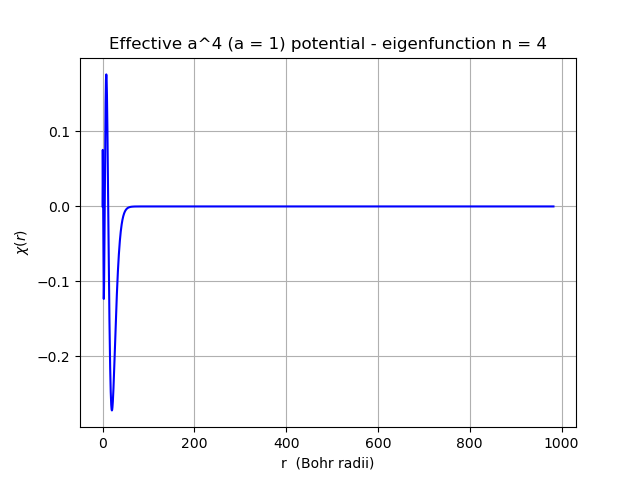 Effective a^4 (a = 1) potential - eigenfunction n = 4
0.1
0.0
−0.1
−0.2
χ(r)
0 200 400 600 800 1000
r (Bohr radii)